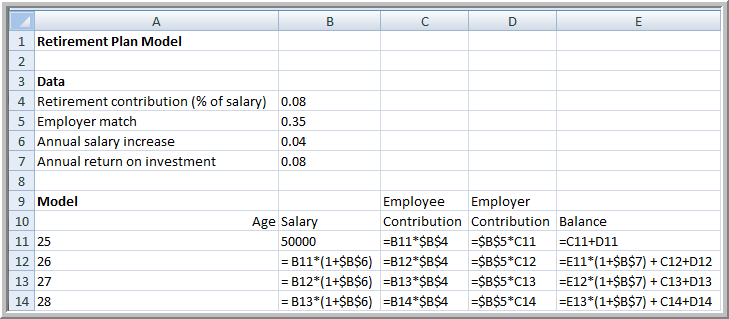 A B C D E
1 Retirement Plan Model
2
3 Data
4 Retirement contribution (% of salary) 0.08
5 Employer match 0.35
6 Annual salary increase 0.04
7 Annual return on investment 0.08
8
9 Model Employee Employer
10 Age Salary Contribution Contribution Balance
11 25 50000 =B11*$B$4 =$B$5*C11 =C11+D11
12 26 = B11*(1+$B$6) =B12*$B$4 =$B$5*C12 =E11*(1+$B$7) + C12+D12
13 27 = B12*(1+$B$6) =B13*$B$4 =$B$5*C13 =E12*(1+$B$7) + C13+D13
14 28 = B13*(1+$B$6) =B14*$B$4 =$B$5*C14 =E13*(1+$B$7) + C14+D14